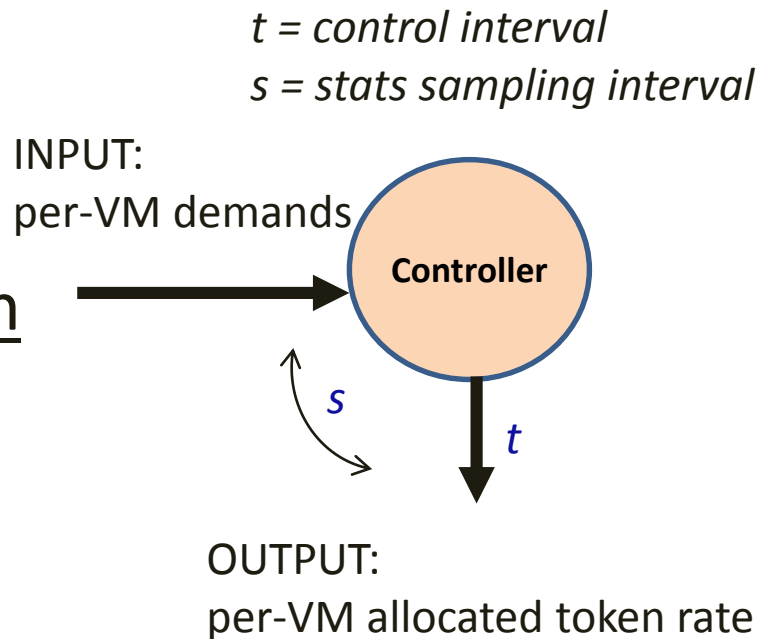 t = control interval
s = stats sampling interval
INPUT:
per-VM demands
Controller
s
t
OUTPUT:
per-VM allocated token rate